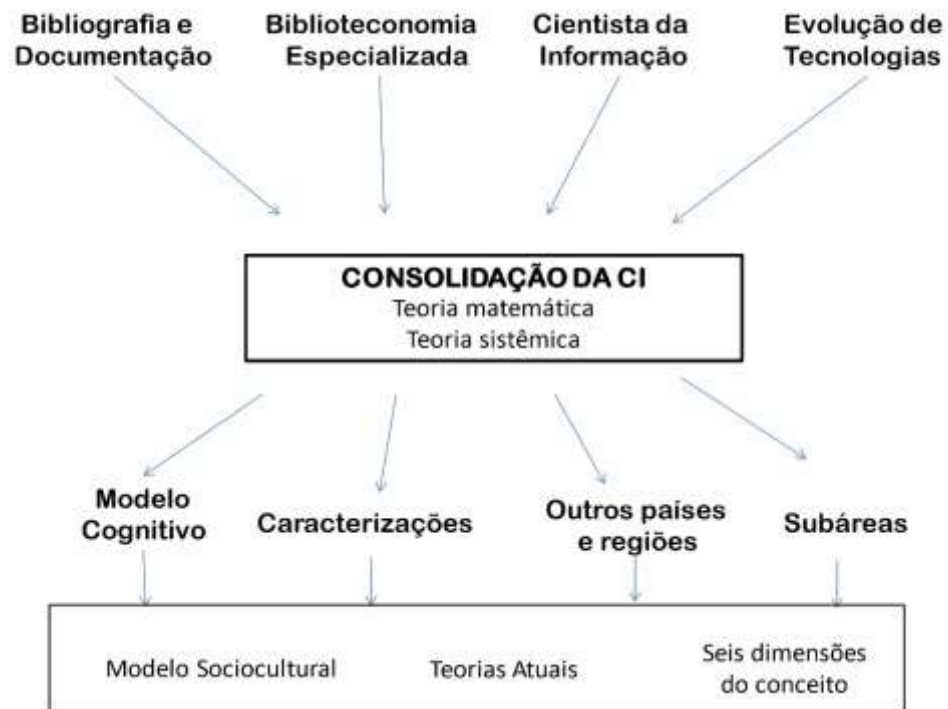 Bibliografia e
Documentação
Biblioteconomia
Especializada
Cientista da
Informação
Evolução de
Tecnologias
CONSOLIDAÇÃO DA CI
Teoria matemática
Teoria sistêmica
Modelo
Cognitivo
Caracterizações
Outros países
e regiões
Subáreas
Modelo Sociocultural
Teorias Atuais
Seis dimensões
do conceito